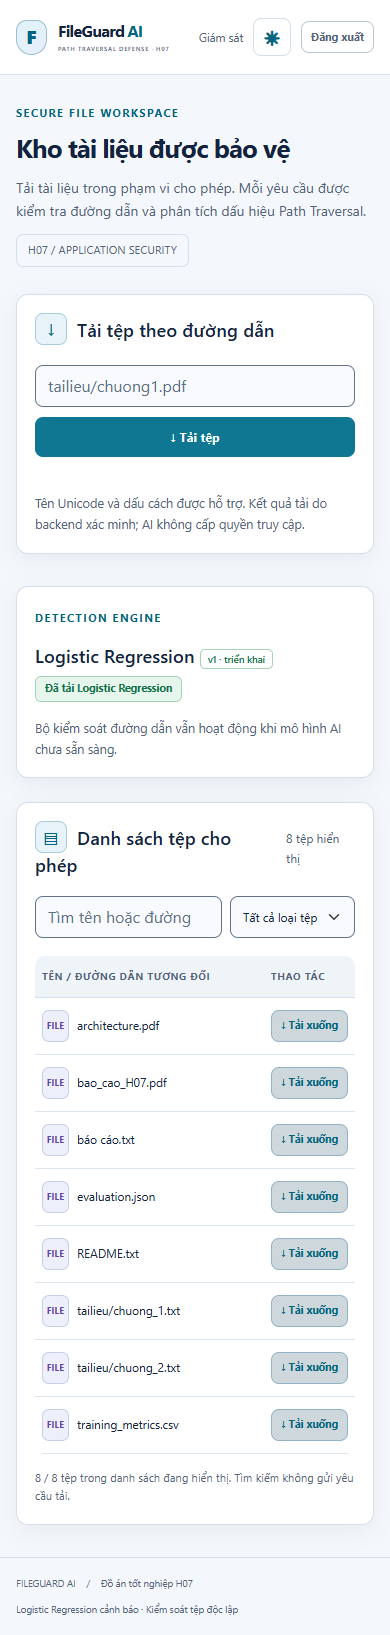 F
FileGuard AI
PATH TRAVERSAL DEFENSE · H07
Giám sát
Đăng xuất
SECURE FILE WORKSPACE
Kho tài liệu được bảo vệ
Tải tài liệu trong phạm vi cho phép. Mỗi yêu cầu được
kiểm tra đường dẫn và phân tích dấu hiệu Path Traversal.
H07 / APPLICATION SECURITY
↓ Tải tệp theo đường dẫn
tailieu/chuong1.pdf
↓ Tải tệp
Tên Unicode và dấu cách được hỗ trợ. Kết quả tải do
backend xác minh; AI không cấp quyền truy cập.
DETECTION ENGINE
Logistic Regression v1 · triển khai
Đã tải Logistic Regression
Bộ kiểm soát đường dẫn vẫn hoạt động khi mô hình AI
chưa sẵn sàng.
Danh sách tệp cho
phép
8 tệp hiển
thị
Tìm tên hoặc đường
Tất cả loại tệp
TÊN / ĐƯỜNG DẪN TƯƠNG ĐỐI THAO TÁC
FILE architecture.pdf ↓ Tải xuống
FILE bao_cao_H07.pdf ↓ Tải xuống
FILE báo cáo.txt ↓ Tải xuống
FILE evaluation.json ↓ Tải xuống
FILE README.txt ↓ Tải xuống
FILE tailieu/chuong_1.txt ↓ Tải xuống
FILE tailieu/chuong_2.txt ↓ Tải xuống
FILE training_metrics.csv ↓ Tải xuống
8 / 8 tệp trong danh sách đang hiển thị. Tìm kiếm không gửi yêu
cầu tải.
FILEGUARD AI / Đồ án tốt nghiệp H07
Logistic Regression cảnh báo · Kiểm soát tệp độc lập